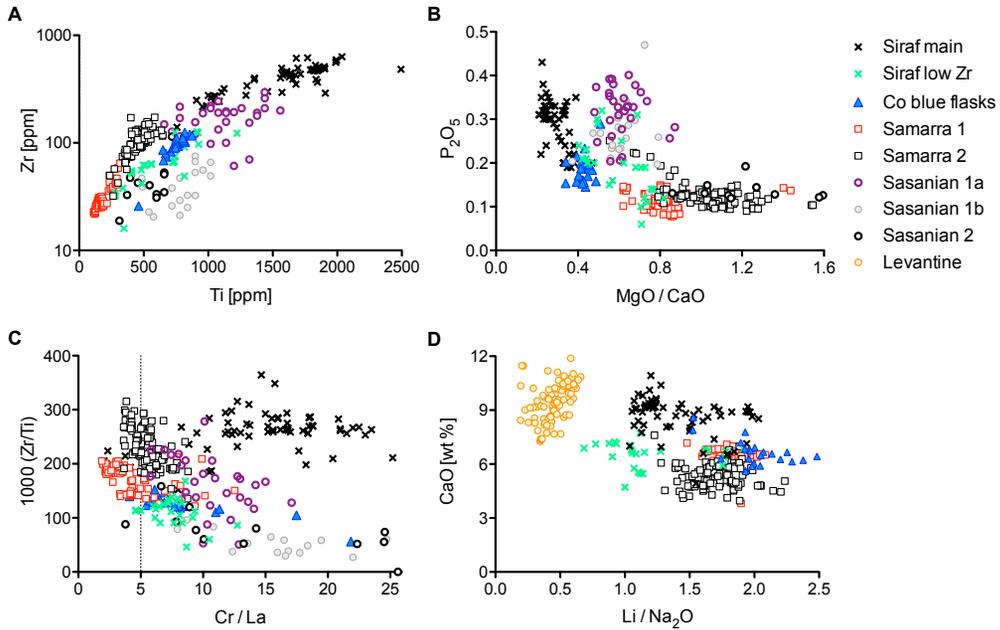 A
Zr [ppm]
1000
100
10
0
500
1000
1500
2000
2500
Ti [ppm]
B
P₂O₅
0.5
0.4
0.3
0.2
0.1
0.0
0.0
0.4
0.8
1.2
1.6
MgO / CaO
Siraf main
Siraf low Zr
Co blue flasks
Samarra 1
Samarra 2
Sasanian 1a
Sasanian 1b
Sasanian 2
Levantine
C
1000 (Zr/Ti)
400
300
200
100
0
0
5
10
15
20
25
Cr / La
D
CaO [wt %]
12
9
6
3
0
0.0
0.5
1.0
1.5
2.0
2.5
Li / Na₂O